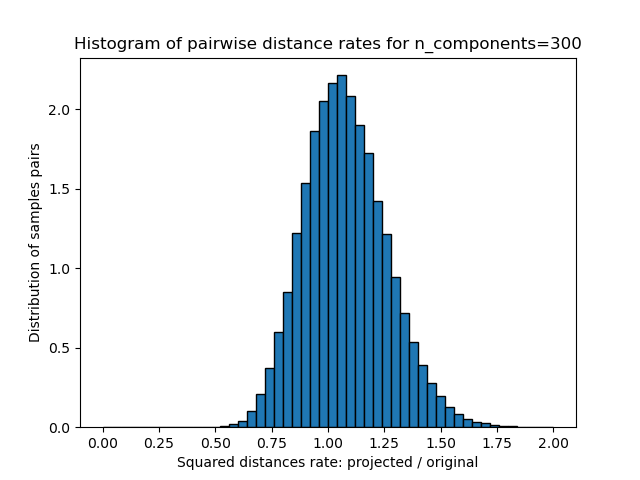 Histogram of pairwise distance rates for n_components=300
2.0
1.5
1.0
0.5
0.0
Distribution of samples pairs
0.00 0.25 0.50 0.75 1.00 1.25 1.50 1.75 2.00
Squared distances rate: projected / original